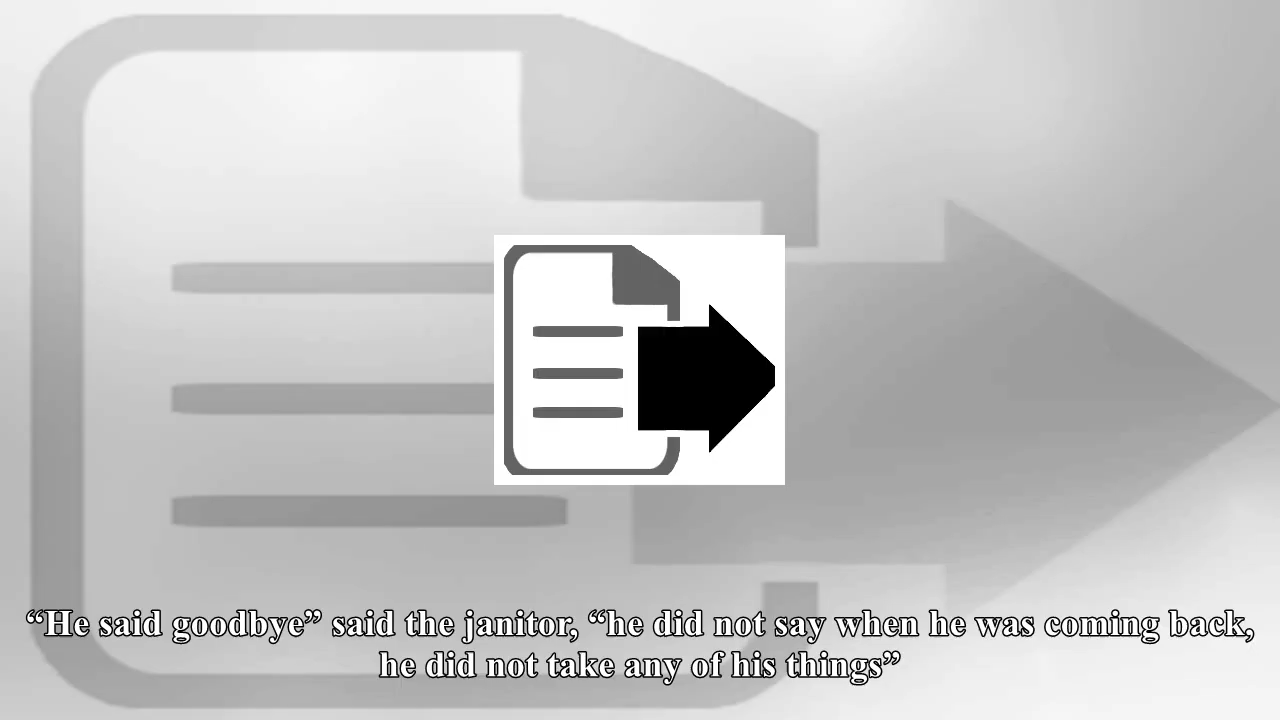 “He said goodbye” said the janitor, “he did not say when he was coming back,
he did not take any of his things”